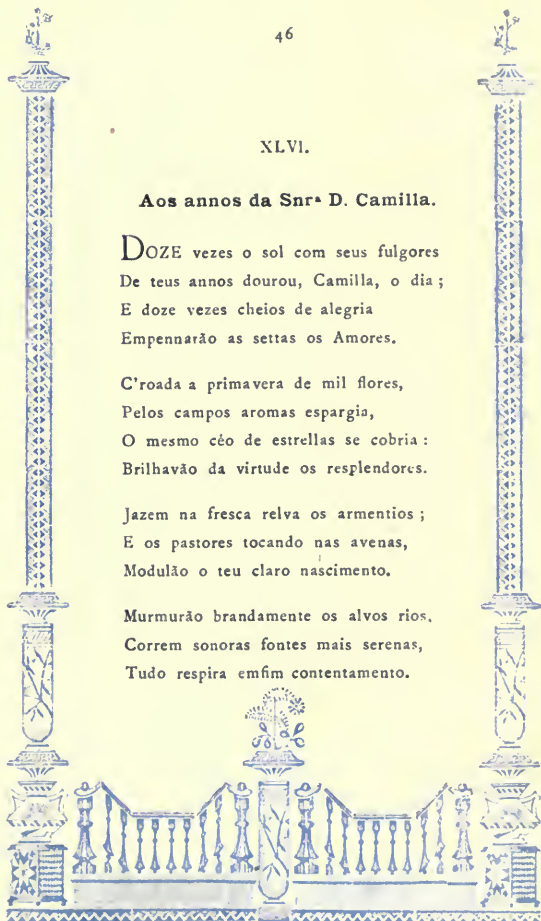 46
XLVI.
Aos annos da Snrª D. Camilla.
DOZE vezes o sol com seus fulgores
De teus annos dourou, Camilla, o dia ;
E doze vezes cheios de alegria
Empennarão as settas os Amores.
C'roada a primavera de mil flores,
Pelos campos aromas espargia,
O mesmo céo de estrellas se cobria :
Brilhavão da virtude os resplendores.
Jazem na fresca relva os armentios ;
E os pastores tocando nas avenas,
Modulão o teu claro nascimento.
Murmurão brandamente os alvos rios,
Correm sonoras fontes mais serenas,
Tudo respira emfim contentamento.